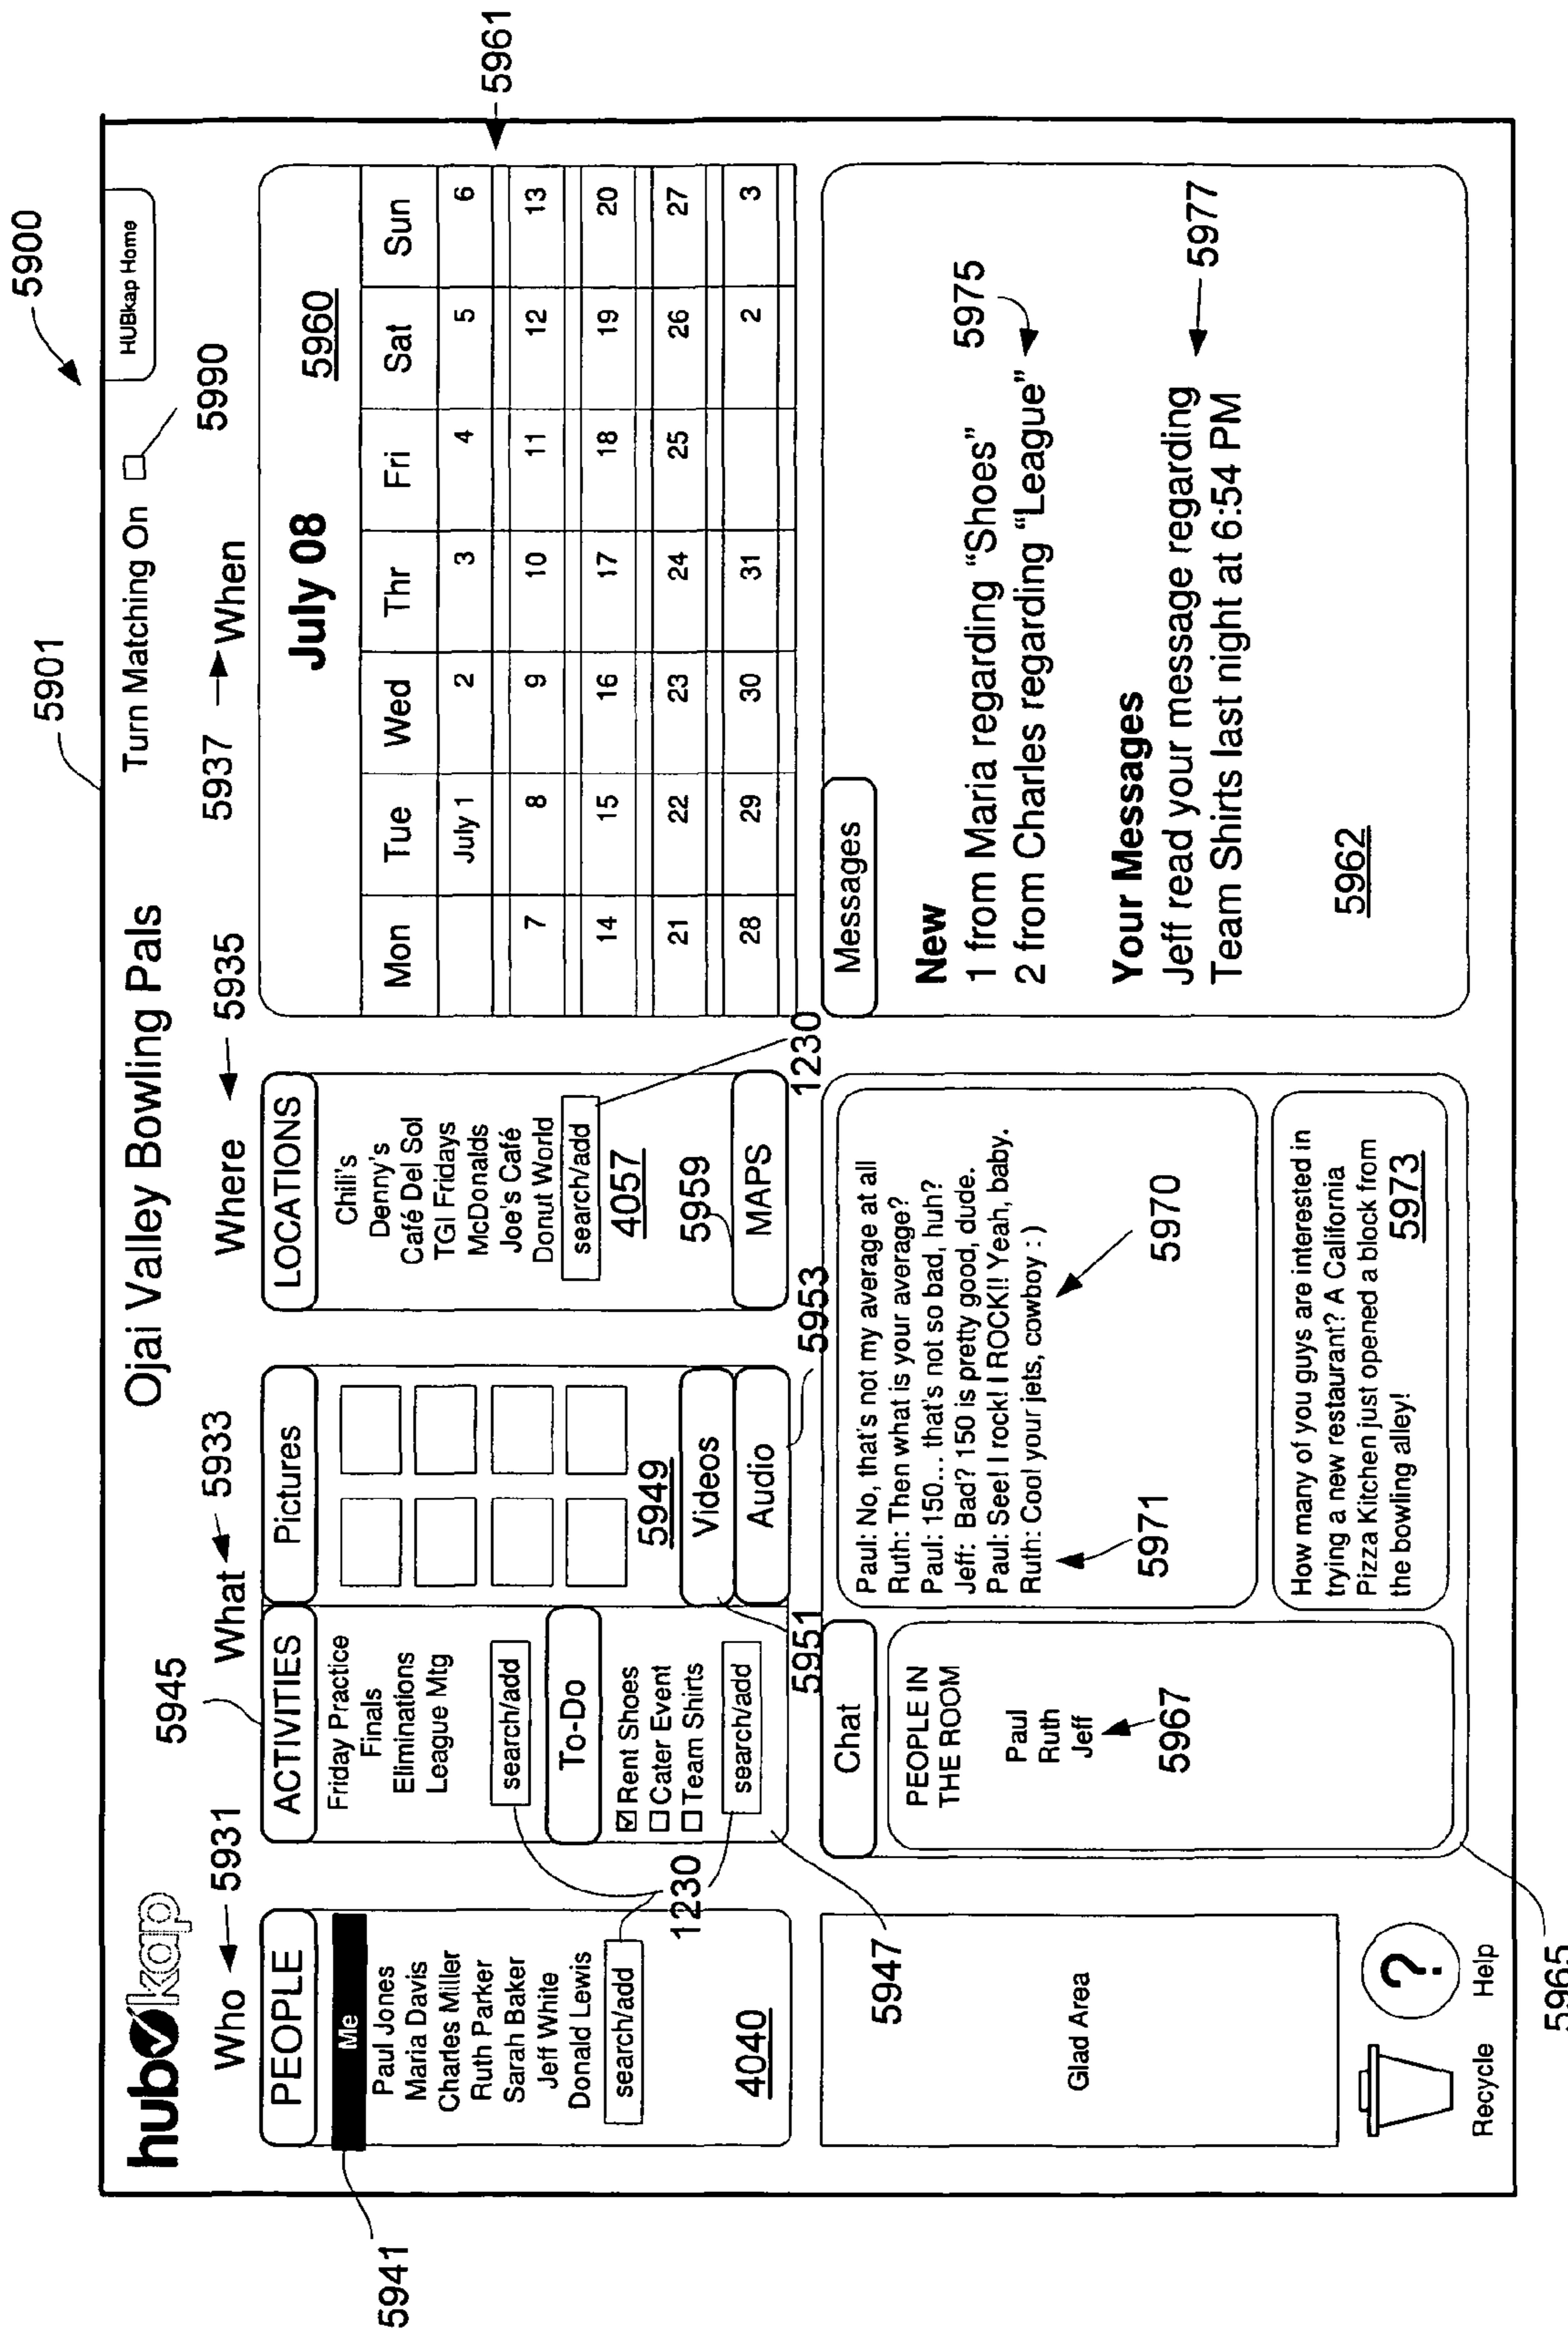 5900
5901
hubkap
Ojai Valley Bowling Pals
Turn Matching On
5990
HUBkap Home
Who
5931
5945
What
5933
Where
5935
5937
When
5941
PEOPLE
Me
Paul Jones
Maria Davis
Charles Miller
Ruth Parker
Sarah Baker
Jeff White
Donald Lewis
search/add
4040
1230
ACTIVITIES
Friday Practice
Finals
Eliminations
League Mtg
search/add
To-Do
Rent Shoes
Cater Event
Team Shirts
search/add
5947
Pictures
5949
Videos
Audio
5951
5953
LOCATIONS
Chili's
Denny's
Café Del Sol
TGI Fridays
McDonalds
Joe's Café
Donut World
search/add
4057
5959
MAPS
1230
July 08
5960
5961
Mon Tue Wed Thr Fri Sat Sun
July 1 2 3 4 5 6
7 8 9 10 11 12 13
14 15 16 17 18 19 20
21 22 23 24 25 26 27
28 29 30 31 2 3
Glad Area
Recycle
Help
?
Chat
PEOPLE IN
THE ROOM
Paul
Ruth
Jeff
5967
5965
Paul: No, that's not my average at all
Ruth: Then what is your average?
Paul: 150... that's not so bad, huh?
Jeff: Bad? 150 is pretty good, dude.
Paul: See! I rock! I ROCK!! Yeah, baby.
Ruth: Cool your jets, cowboy : )
5971
5970
How many of you guys are interested in
trying a new restaurant? A California
Pizza Kitchen just opened a block from
the bowling alley!
5973
Messages
New
1 from Maria regarding “Shoes”
2 from Charles regarding “League”
5975
Your Messages
Jeff read your message regarding
Team Shirts last night at 6:54 PM
5977
5962